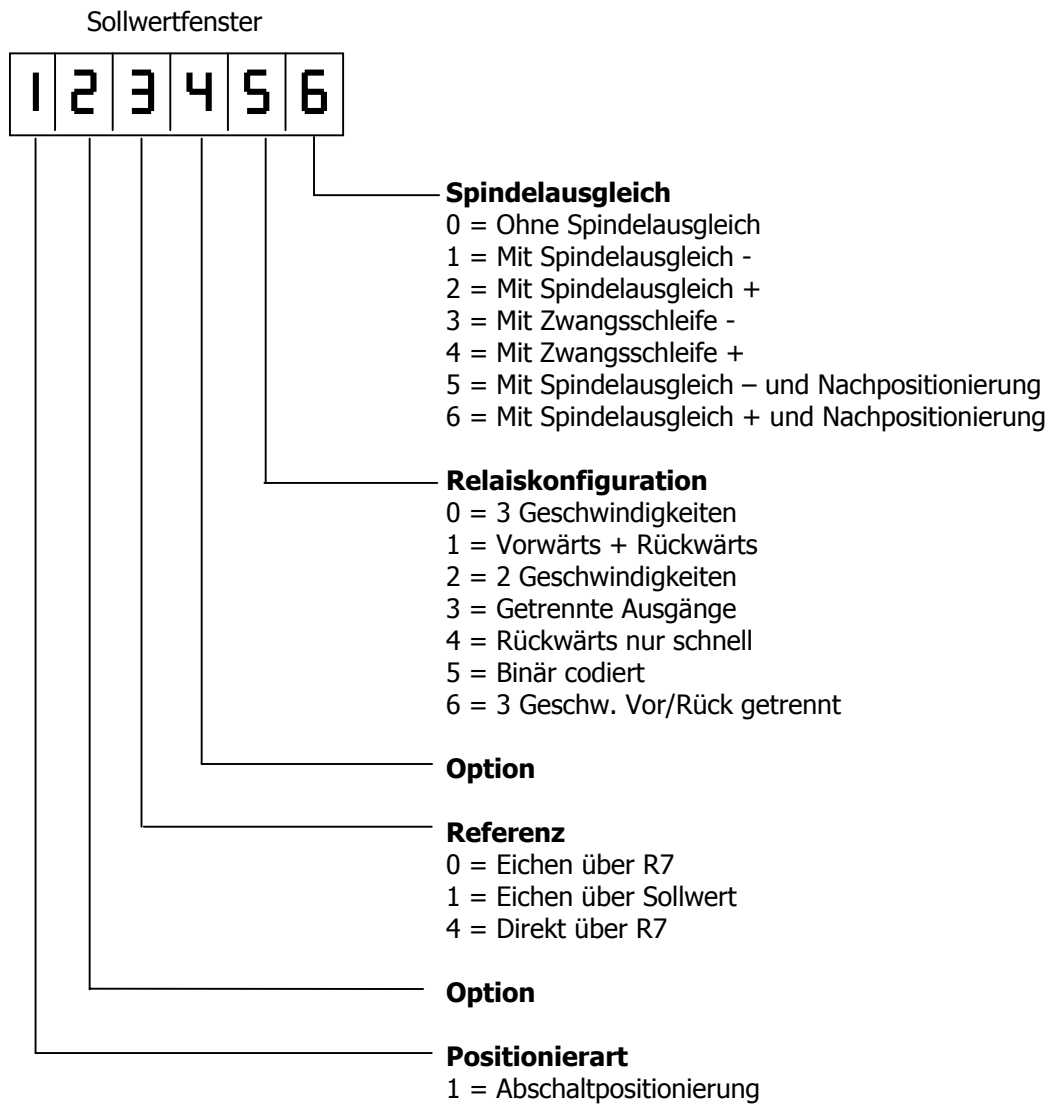 Sollwertfenster
1 2 3 4 5 6
Spindelausgleich
0 = Ohne Spindelausgleich
1 = Mit Spindelausgleich -
2 = Mit Spindelausgleich +
3 = Mit Zwangsschleife -
4 = Mit Zwangsschleife +
5 = Mit Spindelausgleich – und Nachpositionierung
6 = Mit Spindelausgleich + und Nachpositionierung
Relaiskonfiguration
0 = 3 Geschwindigkeiten
1 = Vorwärts + Rückwärts
2 = 2 Geschwindigkeiten
3 = Getrennte Ausgänge
4 = Rückwärts nur schnell
5 = Binär codiert
6 = 3 Geschw. Vor/Rück getrennt
Option
Referenz
0 = Eichen über R7
1 = Eichen über Sollwert
4 = Direkt über R7
Option
Positionierart
1 = Abschaltpositionierung